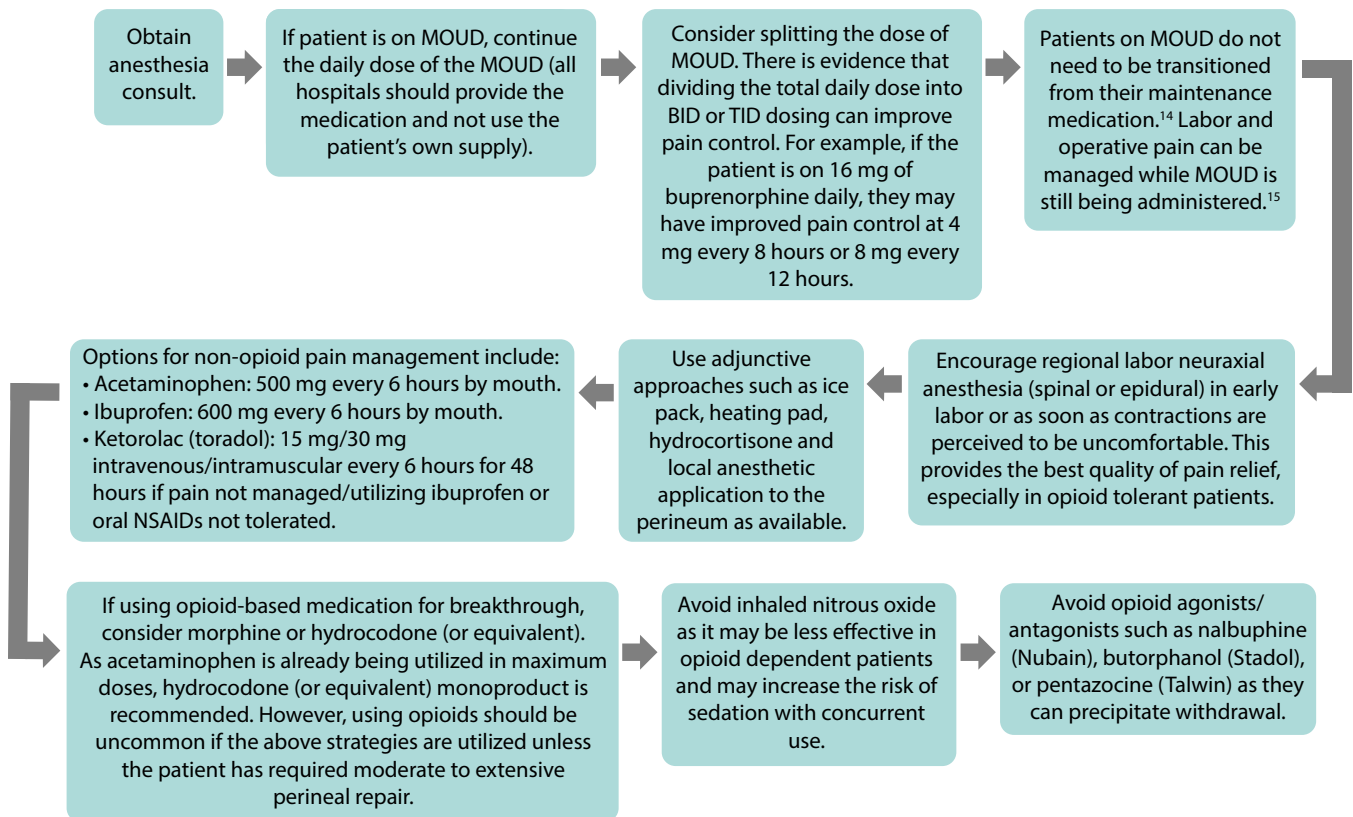 Obtain
anesthesia
consult.
If patient is on MOUD, continue
the daily dose of the MOUD (all
hospitals should provide the
medication and not use the
patient’s own supply).
Consider splitting the dose of
MOUD. There is evidence that
dividing the total daily dose into
BID or TID dosing can improve
pain control. For example, if the
patient is on 16 mg of
buprenorphine daily, they may
have improved pain control at 4
mg every 8 hours or 8 mg every
12 hours.
Patients on MOUD do not
need to be transitioned
from their maintenance
medication.¹⁴ Labor and
operative pain can be
managed while MOUD is
still being administered.¹⁵
Encourage regional labor neuraxial
anesthesia (spinal or epidural) in early
labor or as soon as contractions are
perceived to be uncomfortable. This
provides the best quality of pain relief,
especially in opioid tolerant patients.
Use adjunctive
approaches such as ice
pack, heating pad,
hydrocortisone and
local anesthetic
application to the
perineum as available.
Options for non-opioid pain management include:
• Acetaminophen: 500 mg every 6 hours by mouth.
• Ibuprofen: 600 mg every 6 hours by mouth.
• Ketorolac (toradol): 15 mg/30 mg
intravenous/intramuscular every 6 hours for 48
hours if pain not managed/utilizing ibuprofen or
oral NSAIDs not tolerated.
If using opioid-based medication for breakthrough,
consider morphine or hydrocodone (or equivalent).
As acetaminophen is already being utilized in maximum
doses, hydrocodone (or equivalent) monoproduct is
recommended. However, using opioids should be
uncommon if the above strategies are utilized unless
the patient has required moderate to extensive
perineal repair.
Avoid inhaled nitrous oxide
as it may be less effective in
opioid dependent patients
and may increase the risk of
sedation with concurrent
use.
Avoid opioid agonists/
antagonists such as nalbuphine
(Nubain), butorphanol (Stadol),
or pentazocine (Talwin) as they
can precipitate withdrawal.